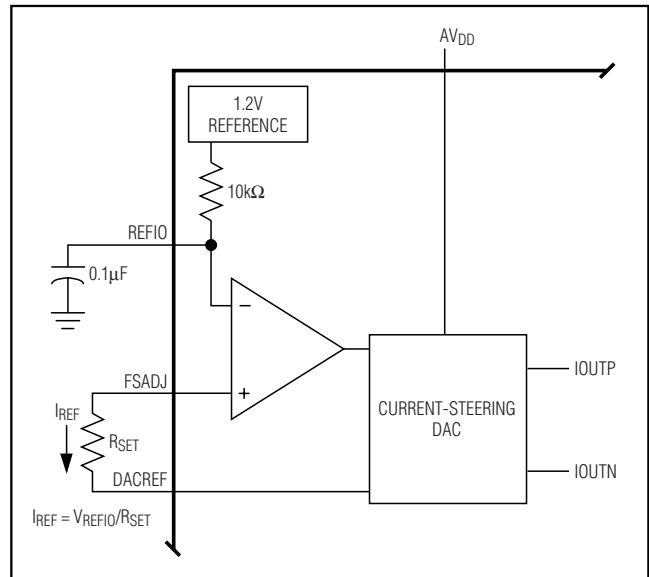 AVDD
1.2V
REFERENCE
10kΩ
REFIO
0.1µF
−
FSADJ
+
IREF
RSET
DACREF
CURRENT-STEERING
DAC
IOUTP
IOUTN
IREF = VREFIO/RSET